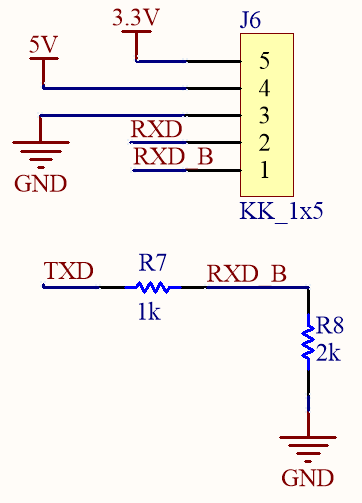 3.3V
J6
5V
5
4
3
RXD
2
RXD_B
1
GND
KK_1x5
TXD
R7
RXD_B
1k
R8
2k
GND